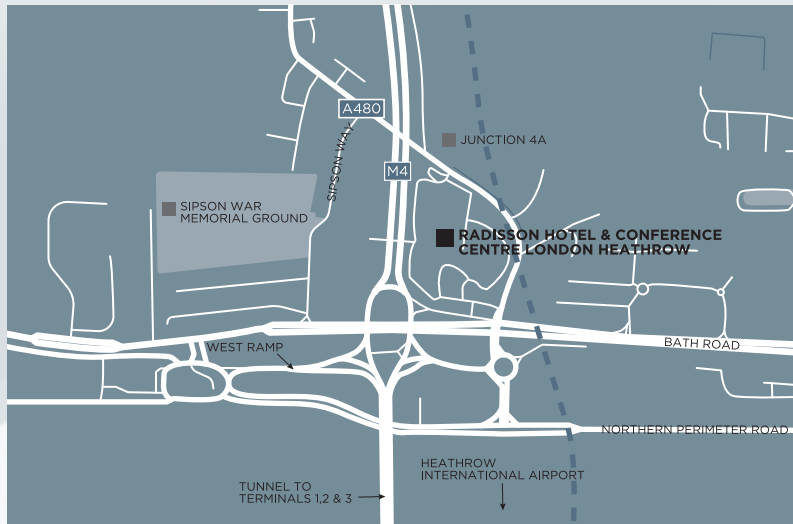 A480
JUNCTION 4A
SIPSON WAY
M4
SIPSON WAR
MEMORIAL GROUND
RADISSON HOTEL & CONFERENCE
CENTRE LONDON HEATHROW
WEST RAMP
BATH ROAD
NORTHERN PERIMETER ROAD
HEATHROW
INTERNATIONAL AIRPORT
TUNNEL TO
TERMINALS 1,2 & 3